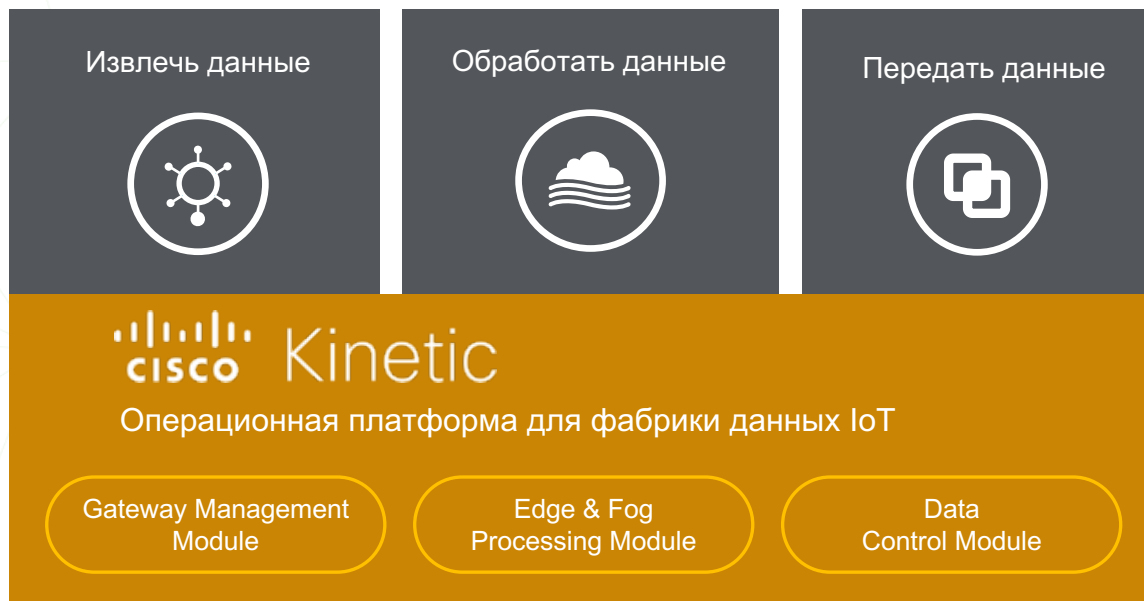 Извлечь данные
Обработать данные
Передать данные
cisco Kinetic
Операционная платформа для фабрики данных IoT
Gateway Management
Module
Edge & Fog
Processing Module
Data
Control Module